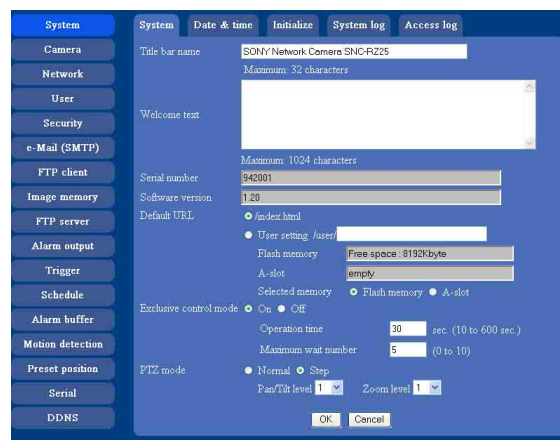 System
Camera
Network
User
Security
e-Mail (SMTP)
FTP client
Image memory
FTP server
Alarm output
Trigger
Schedule
Alarm buffer
Motion detection
Preset position
Serial
DDNS
System Date & time Initialize System log Access log
Title bar name SONY Network Camera SNC-RZ25
Maximum: 32 characters
Welcome text
Maximum: 1024 characters
Serial number 942001
Software version 1.20
Default URL /index.html
User setting /user/
Flash memory Free space : 8192Kbyte
A-slot empty
Selected memory Flash memory A-slot
Exclusive control mode On Off
Operation time 30 sec. (10 to 600 sec.)
Maximum wait number 5 (0 to 10)
PTZ mode Normal Step
Pan/Tilt level 1 Zoom level 1
OK Cancel